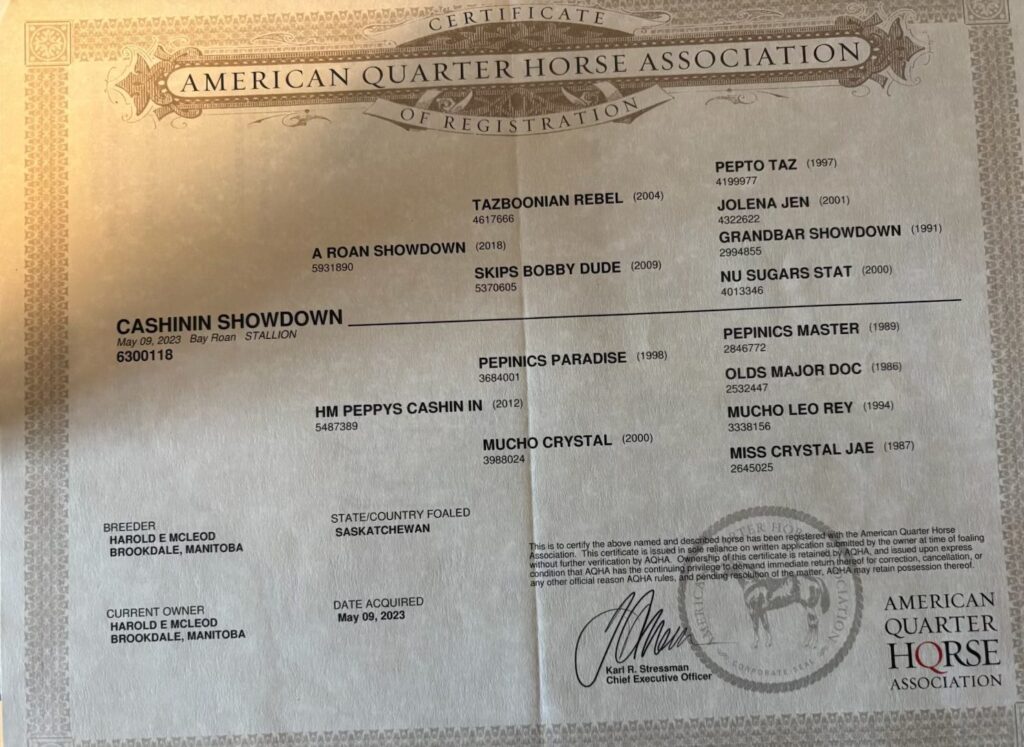 CERTIFICATE
AMERICAN QUARTER HORSE ASSOCIATION
OF REGISTRATION
PEPTO TAZ (1997)
4199977
TAZBOONIAN REBEL (2004)
4617666
JOLENA JEN (2001)
4322622
A ROAN SHOWDOWN (2018)
5931890
GRANDBAR SHOWDOWN (1991)
2994855
SKIPS BOBBY DUDE (2009)
5370605
NU SUGARS STAT (2000)
4013346
CASHININ SHOWDOWN
May 09, 2023 Bay Roan STALLION
6300118
PEPINICS MASTER (1989)
2846772
PEPINICS PARADISE (1998)
3684001
OLDS MAJOR DOC (1986)
2532447
HM PEPPYS CASHIN IN (2012)
5487389
MUCHO LEO REY (1994)
3338156
MUCHO CRYSTAL (2000)
3988024
MISS CRYSTAL JAE (1987)
2645025
BREEDER
HAROLD E MCLEOD
BROOKDALE, MANITOBA
STATE/COUNTRY FOALED
SASKATCHEWAN
CURRENT OWNER
HAROLD E MCLEOD
BROOKDALE, MANITOBA
DATE ACQUIRED
May 09, 2023
This is to certify the above named and described horse has been registered with the American Quarter Horse
Association. This certificate is issued in sole reliance on written application submitted by the owner at time of foaling
without further verification by AQHA. Ownership of this certificate is retained by AQHA, and issued upon express
condition that AQHA has the continuing privilege to demand immediate return thereof for correction, cancellation, or
any other official reason AQHA rules, and pending resolution of the matter, AQHA may retain possession thereof.
Karl R. Stressman
Chief Executive Officer
AMERICAN QUARTER HORSE ASSOCIATION
CORPORATE SEAL
AMERICAN
QUARTER
HORSE
ASSOCIATION